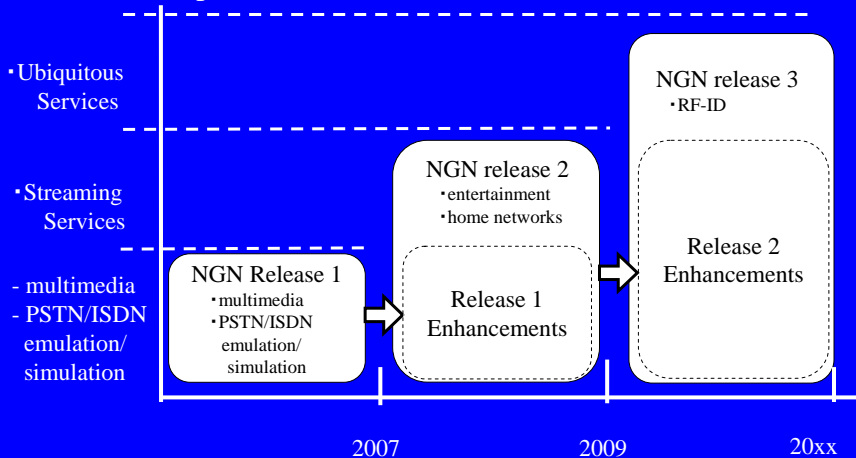 ・Ubiquitous
Services
・Streaming
Services
- multimedia
- PSTN/ISDN
emulation/
simulation
NGN Release 1
・multimedia
・PSTN/ISDN
emulation/
simulation
NGN release 2
・entertainment
・home networks
Release 1
Enhancements
NGN release 3
・RF-ID
Release 2
Enhancements
2007
2009
20xx